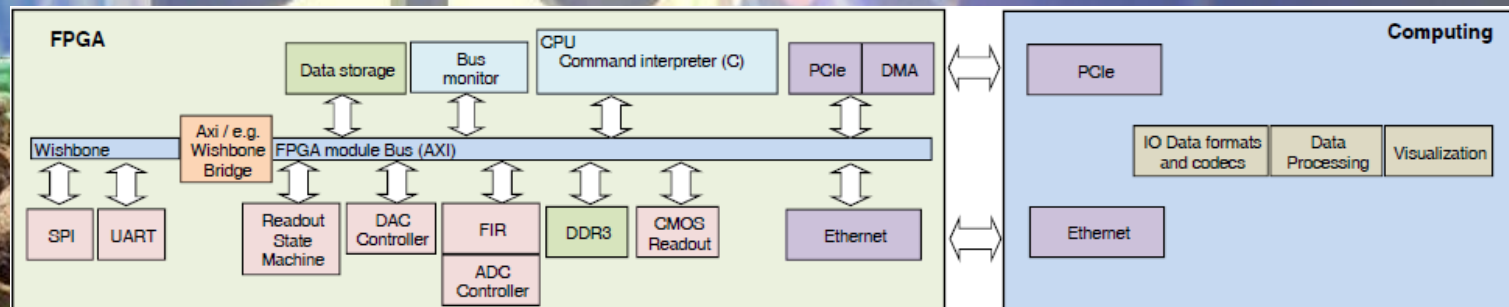 FPGA
Computing
CPU
Command interpreter (C)
Data storage
Bus
monitor
PCIe
DMA
PCIe
Axi / e.g.
Wishbone
Bridge
Wishbone
FPGA module Bus (AXI)
IO Data formats
and codecs
Data
Processing
Visualization
SPI
UART
Readout
State
Machine
DAC
Controller
FIR
ADC
Controller
DDR3
CMOS
Readout
Ethernet
Ethernet